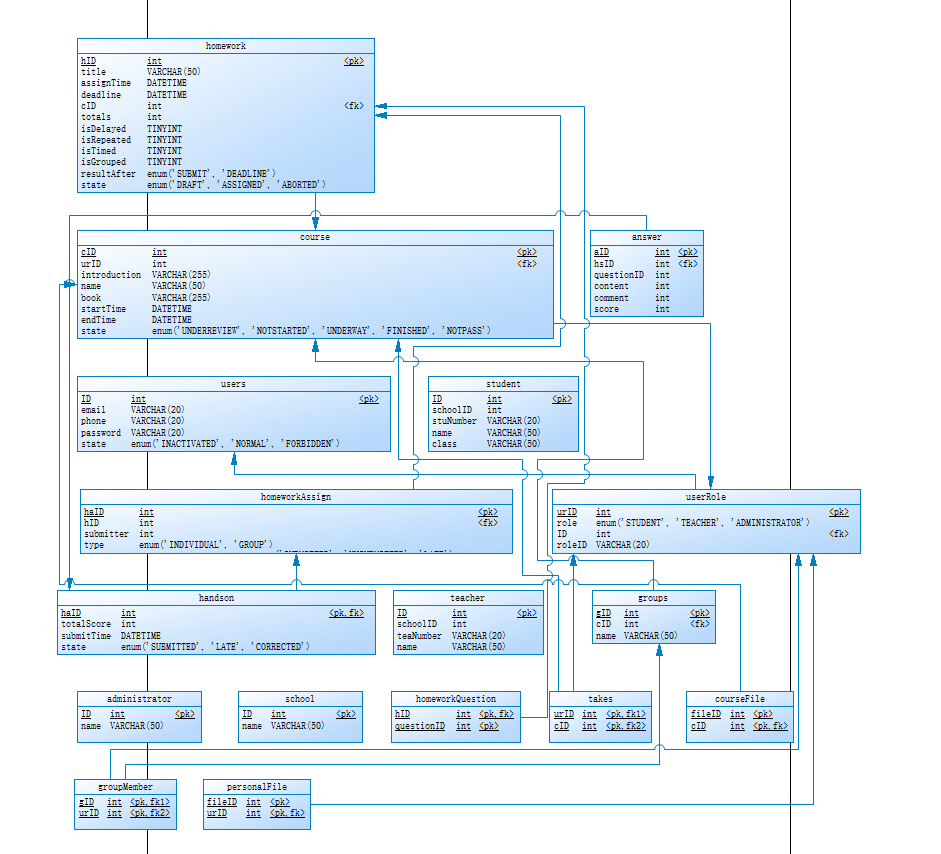 homework
hID int <pk>
title VARCHAR(50)
assignTime DATETIME
deadline DATETIME
cID int <fk>
totals int
isDelayed TINYINT
isRepeated TINYINT
isTimed TINYINT
isGrouped TINYINT
resultAfter enum('SUBMIT', 'DEADLINE')
state enum('DRAFT', 'ASSIGNED', 'ABORTED')
course
cID int <pk>
urID int <fk>
introduction VARCHAR(255)
name VARCHAR(50)
book VARCHAR(255)
startTime DATETIME
endTime DATETIME
state enum('UNDERREVIEW', 'NOTSTARTED', 'UNDERWAY', 'FINISHED', 'NOTPASS')
answer
aID int <pk>
hsID int <fk>
questionID int
content int
comment int
score int
users
ID int <pk>
email VARCHAR(20)
phone VARCHAR(20)
password VARCHAR(20)
state enum('INACTIVATED', 'NORMAL', 'FORBIDDEN')
student
ID int <pk>
schoolID int
stuNumber VARCHAR(20)
name VARCHAR(50)
class VARCHAR(50)
homeworkAssign
haID int <pk>
hID int <fk>
submitter int
type enum('INDIVIDUAL', 'GROUP')
userRole
urID int <pk>
role enum('STUDENT', 'TEACHER', 'ADMINISTRATOR')
ID int <fk>
roleID VARCHAR(20)
handson
haID int <pk,fk>
totalScore int
submitTime DATETIME
state enum('SUBMITTED', 'LATE', 'CORRECTED')
teacher
ID int <pk>
schoolID int
teaNumber VARCHAR(20)
name VARCHAR(50)
groups
gID int <pk>
cID int <fk>
name VARCHAR(50)
administrator
ID int <pk>
name VARCHAR(50)
school
ID int <pk>
name VARCHAR(50)
homeworkQuestion
hID int <pk,fk>
questionID int <pk>
takes
urID int <pk,fk1>
cID int <pk,fk2>
courseFile
fileID int <pk>
cID int <pk,fk>
groupMember
gID int <pk,fk1>
urID int <pk,fk2>
personalFile
fileID int <pk>
urID int <pk,fk>